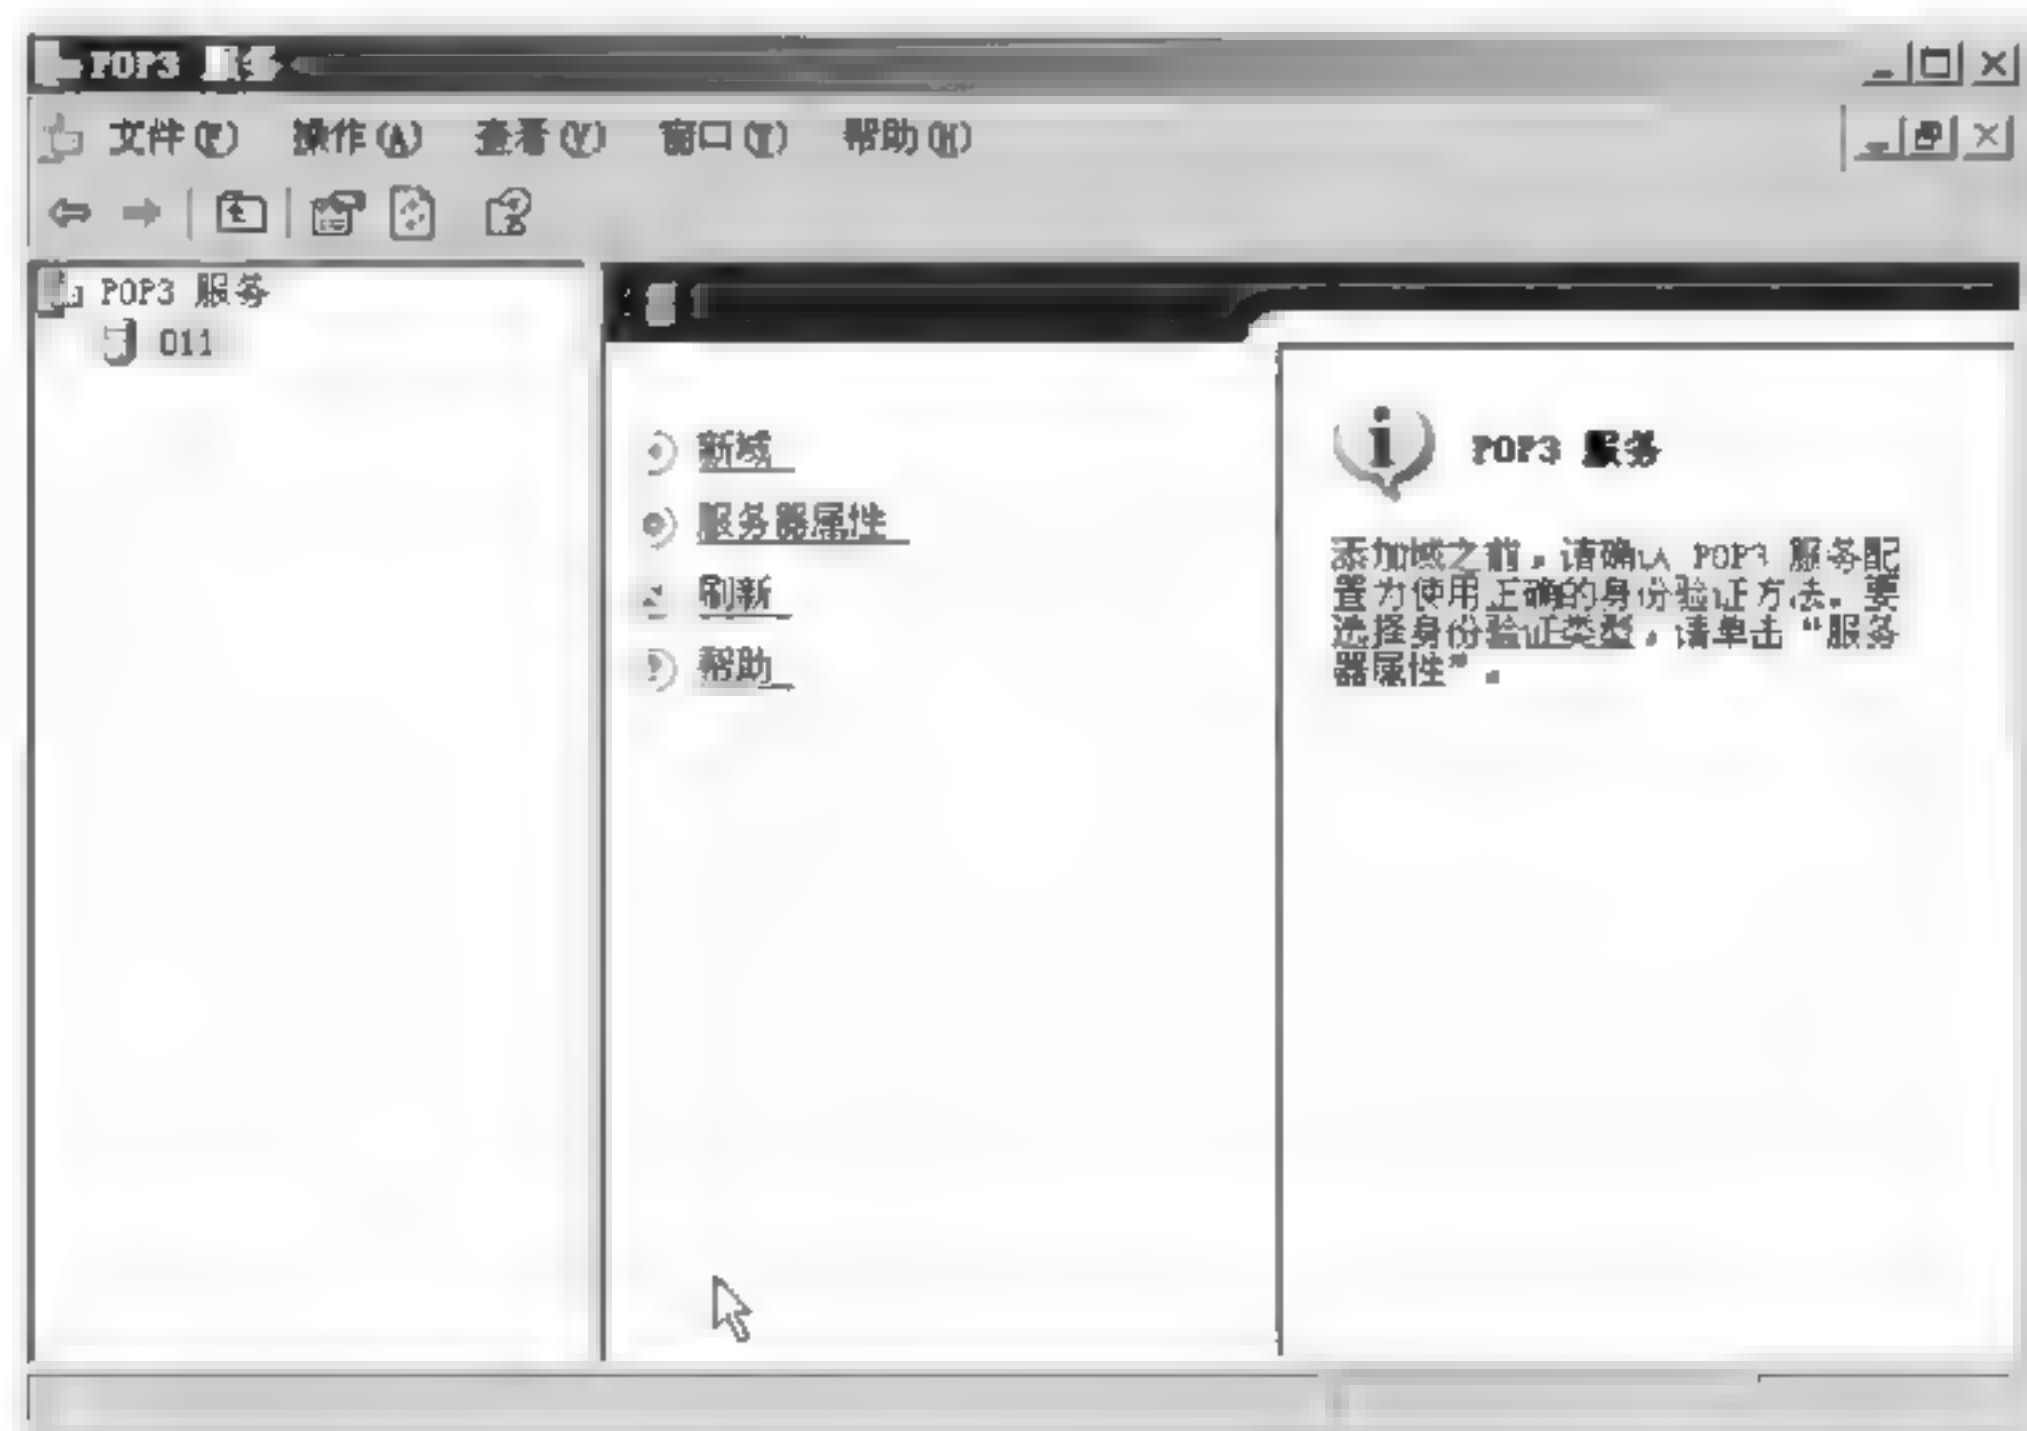 POP3 服务
文件(F) 操作(A) 查看(V) 窗口(W) 帮助(H)
POP3 服务
011
新域
服务器属性
刷新
帮助
POP3 服务
添加域之前，请确认 POP3 服务配
置为使用正确的身份验证方法。要
选择身份验证类型，请单击“服务
器属性”。